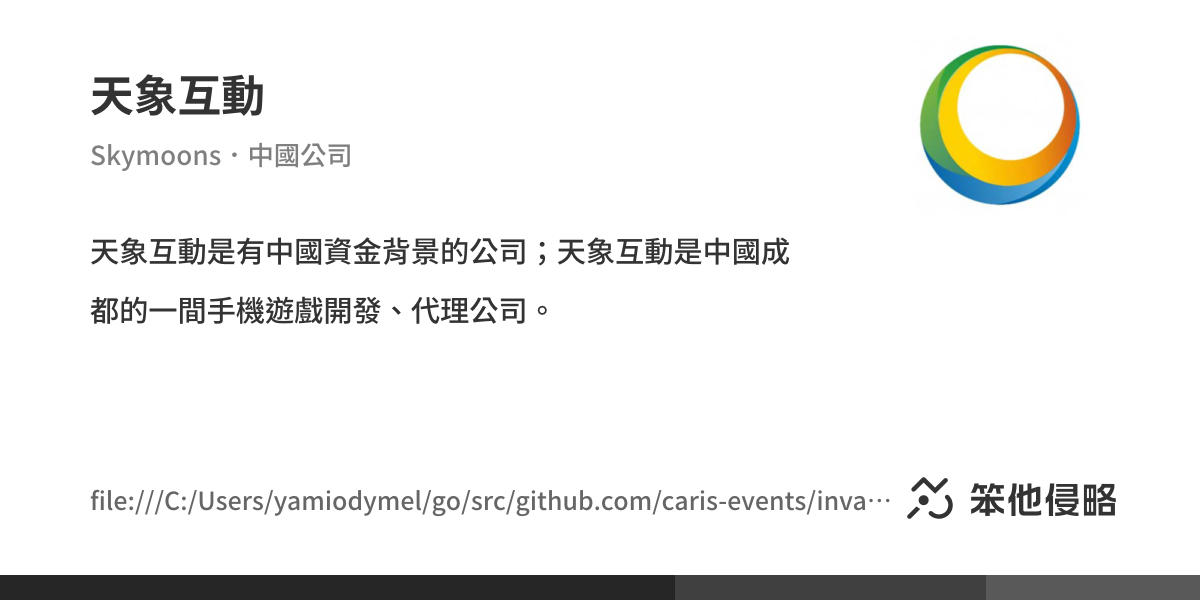 天象互動
Skymoons・中國公司
天象互動是有中國資金背景的公司；天象互動是中國成
都的一間手機遊戲開發、代理公司。
file:///C:/Users/yamiodymel/go/src/github.com/caris-events/inva…
笨他侵略